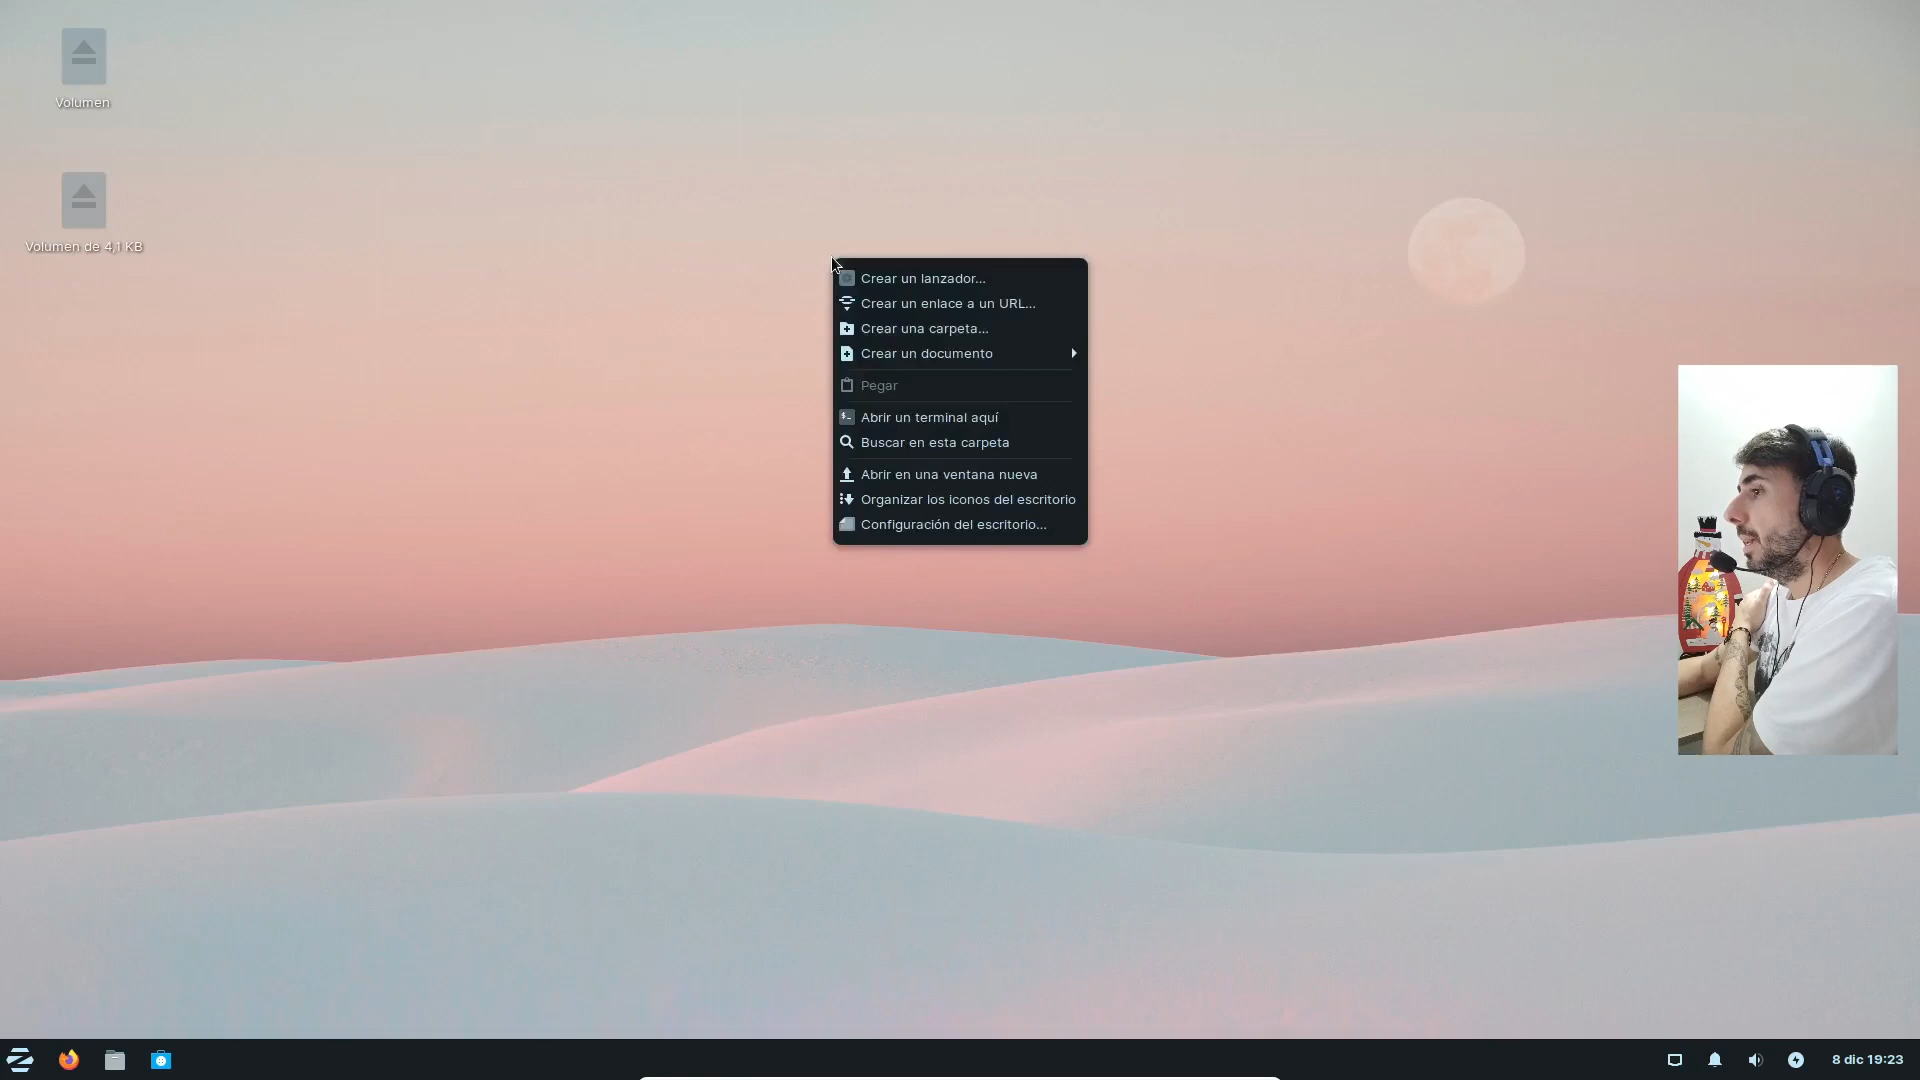 Volumen
Volumen de 4,1 KB
Crear un lanzador...
Crear un enlace a un URL...
Crear una carpeta...
Crear un documento
Pegar
Abrir un terminal aquí
Buscar en esta carpeta
Abrir en una ventana nueva
Organizar los iconos del escritorio
Configuración del escritorio...
8 dic 19:23